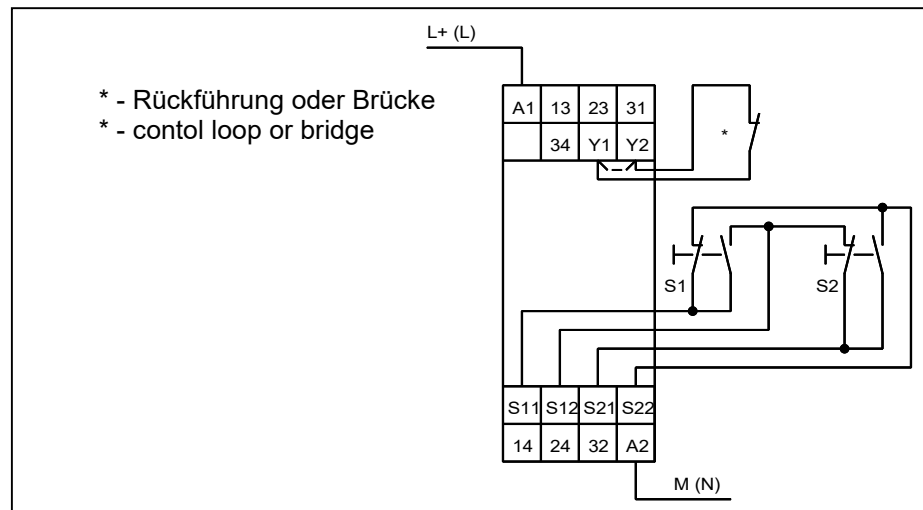 L+ (L)
* - Rückführung oder Brücke
* - contol loop or bridge
A1 13 23 31
34 Y1 Y2
*
S1 S2
S11 S12 S21 S22
14 24 32 A2
M (N)